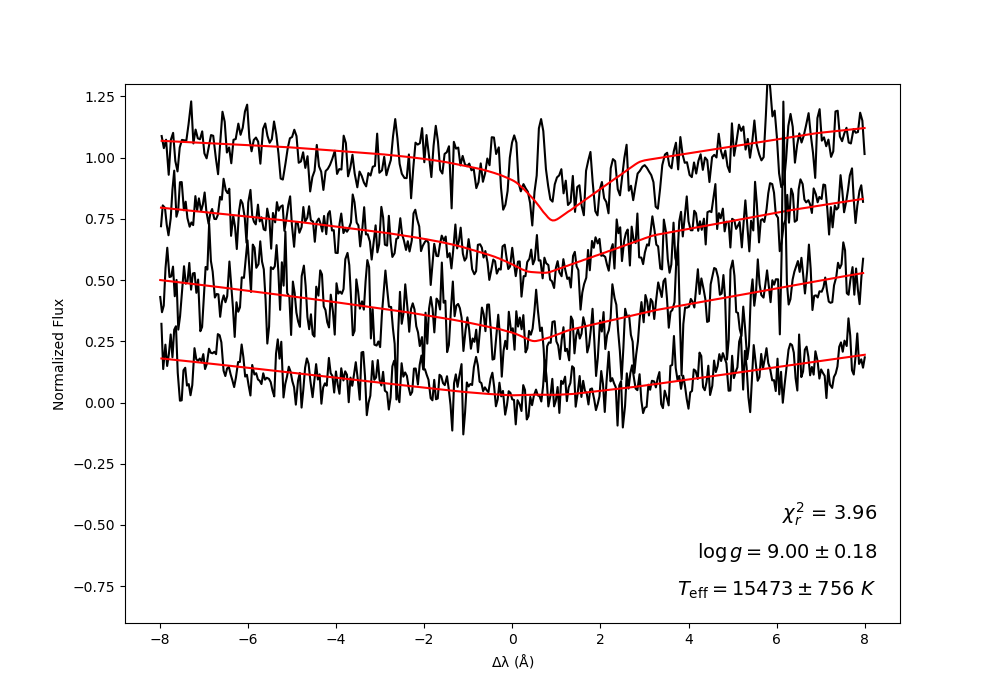 1.25
1.00
0.75
0.50
0.25
0.00
−0.25
−0.50
−0.75
Normalized Flux
χ²ᵣ = 3.96
log g = 9.00 ± 0.18
T_eff = 15473 ± 756 K
−8 −6 −4 −2 0 2 4 6 8
Δλ (Å)